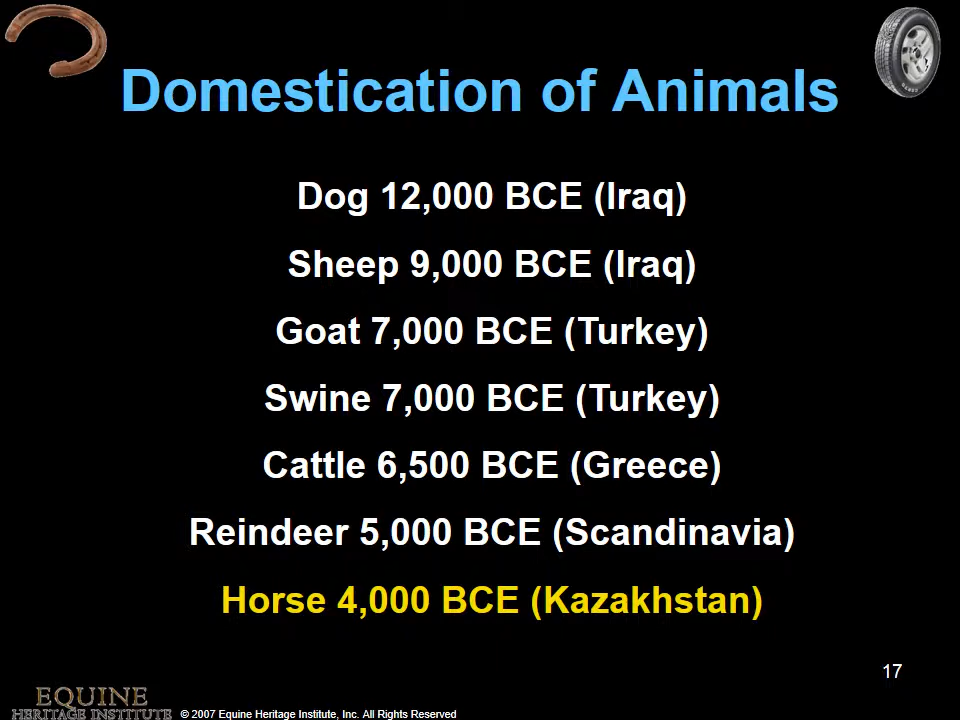 Domestication of Animals
Dog 12,000 BCE (Iraq)
Sheep 9,000 BCE (Iraq)
Goat 7,000 BCE (Turkey)
Swine 7,000 BCE (Turkey)
Cattle 6,500 BCE (Greece)
Reindeer 5,000 BCE (Scandinavia)
Horse 4,000 BCE (Kazakhstan)
17
EQUINE
HERITAGE INSTITUTE
© 2007 Equine Heritage Institute, Inc. All Rights Reserved